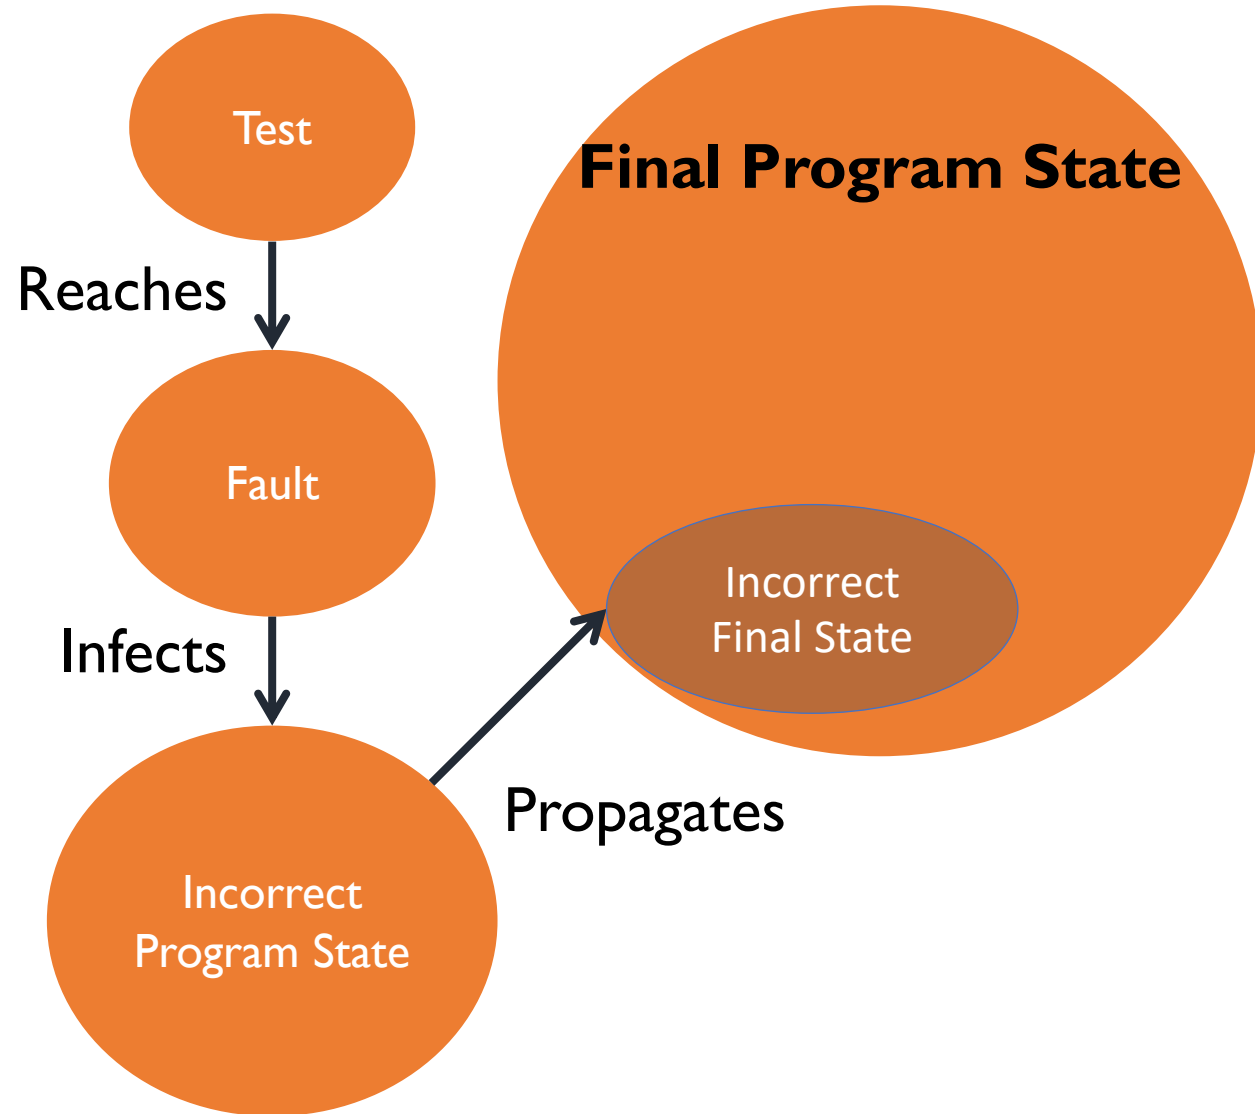 Test
Final Program State
Reaches
Fault
Incorrect
Final State
Infects
Propagates
Incorrect
Program State